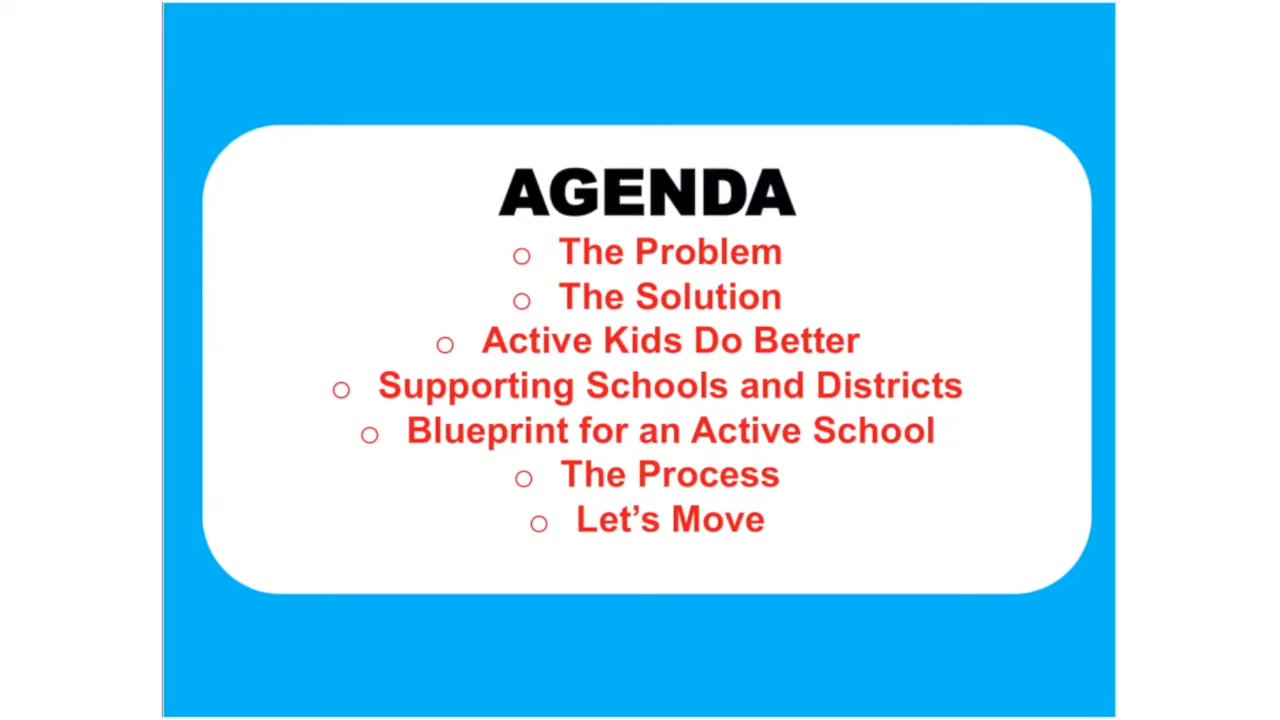 AGENDA
o The Problem
o The Solution
o Active Kids Do Better
o Supporting Schools and Districts
o Blueprint for an Active School
o The Process
o Let’s Move